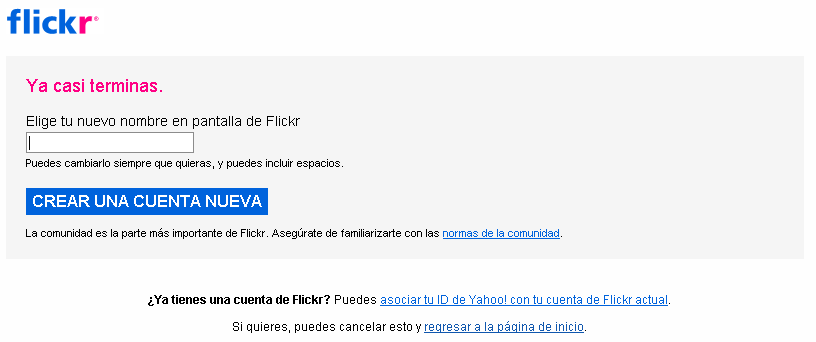 flickr®
Ya casi terminas.
Elige tu nuevo nombre en pantalla de Flickr
Puedes cambiarlo siempre que quieras, y puedes incluir espacios.
CREAR UNA CUENTA NUEVA
La comunidad es la parte más importante de Flickr. Asegúrate de familiarizarte con las normas de la comunidad.
¿Ya tienes una cuenta de Flickr? Puedes asociar tu ID de Yahoo! con tu cuenta de Flickr actual.
Si quieres, puedes cancelar esto y regresar a la página de inicio.